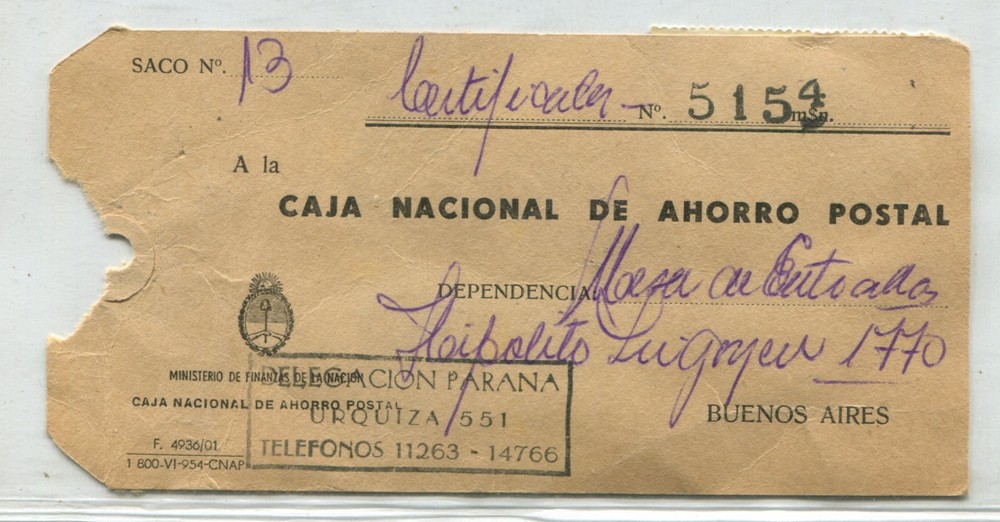 SACO Nº. 13
Certificada Nº. 5154 m$n.
A la
CAJA NACIONAL DE AHORRO POSTAL
DEPENDENCIA Mesa de Entradas
Hipolito Irigoyen 1770
MINISTERIO DE FINANZAS DE LA NACION
CAJA NACIONAL DE AHORRO POSTAL
BUENOS AIRES
F. 4936/01
1 800-VI-954-CNAP
DELEGACION PARANA
URQUIZA 551
TELEFONOS 11263 - 14766